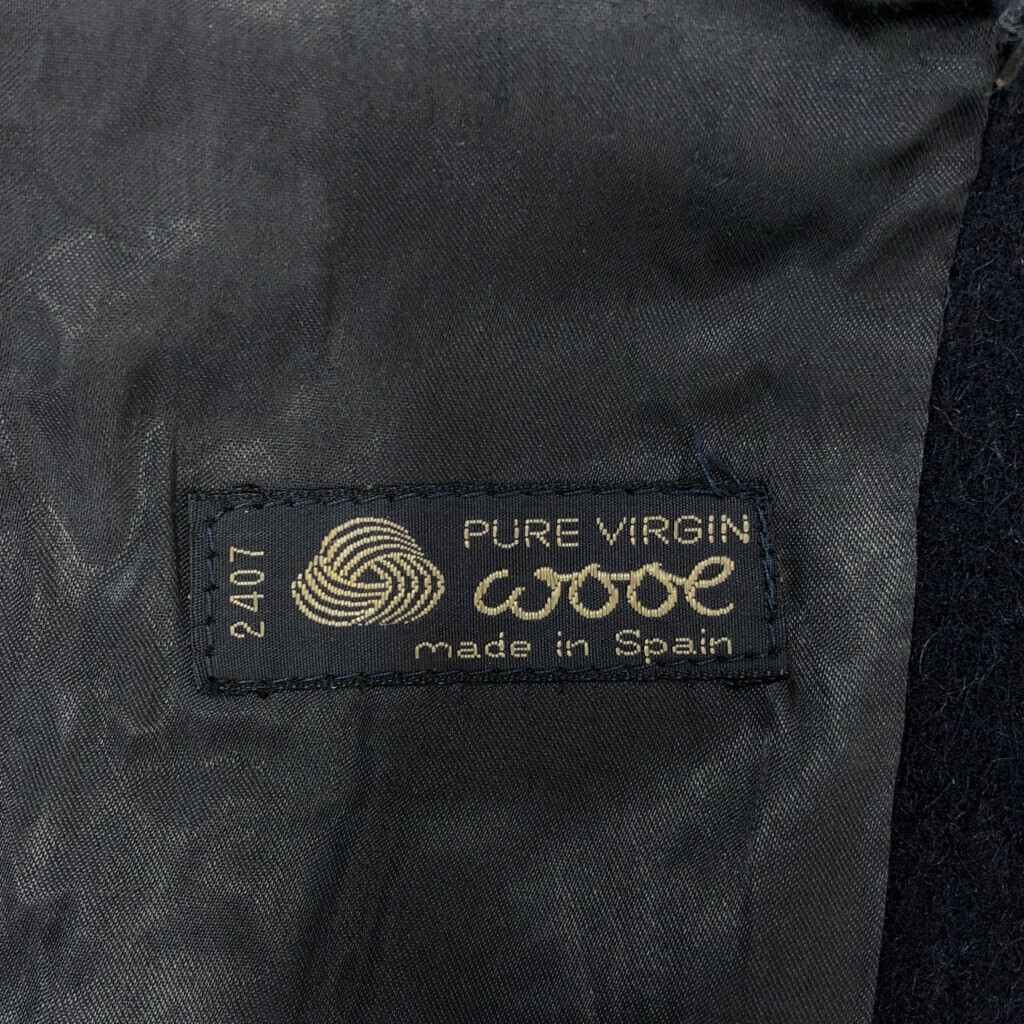 2407
PURE VIRGIN
wool
made in Spain